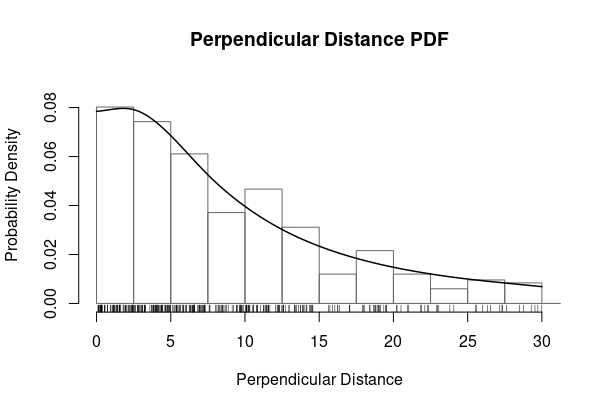 Perpendicular Distance PDF
Probability Density
0.08
0.06
0.04
0.02
0.00
0 5 10 15 20 25 30
Perpendicular Distance